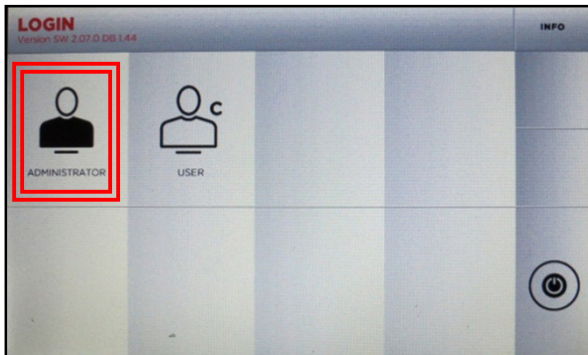 LOGIN
INFO
Version SW 2.07.0 DB 1.44
C
ADMINISTRATOR
USER